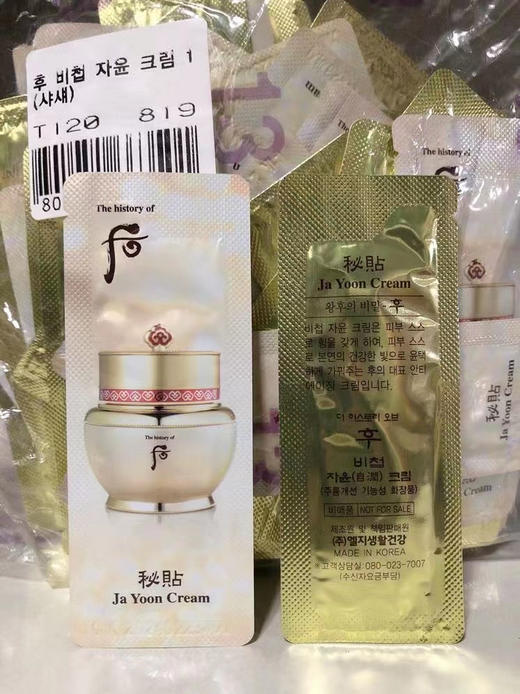 후 비첩 자윤 크림 1
(샤섀)
T120 819
80
The history of
후
The history of
후
秘貼
Ja Yoon Cream
秘貼
Ja Yoon Cream
왕후의 비밀-후
비첩 자윤 크림은 피부 스스
로 힘을 갖게 하며, 피부 스스
로 본연의 건강한 빛으로 윤택
하게 가꾸어주는 후의 대표 안티
에이징 크림입니다.
더 히스토리 오브
후
비첩
자윤(自潤) 크림
(주름개선 기능성 화장품)
비매품 NOT FOR SALE
제조원 및 책임판매원
(주)엘지생활건강
MADE IN KOREA
*고객상담실: 080-023-7007
(수신자요금부담)
The history of
秘貼
Ja Yoon Cream
13